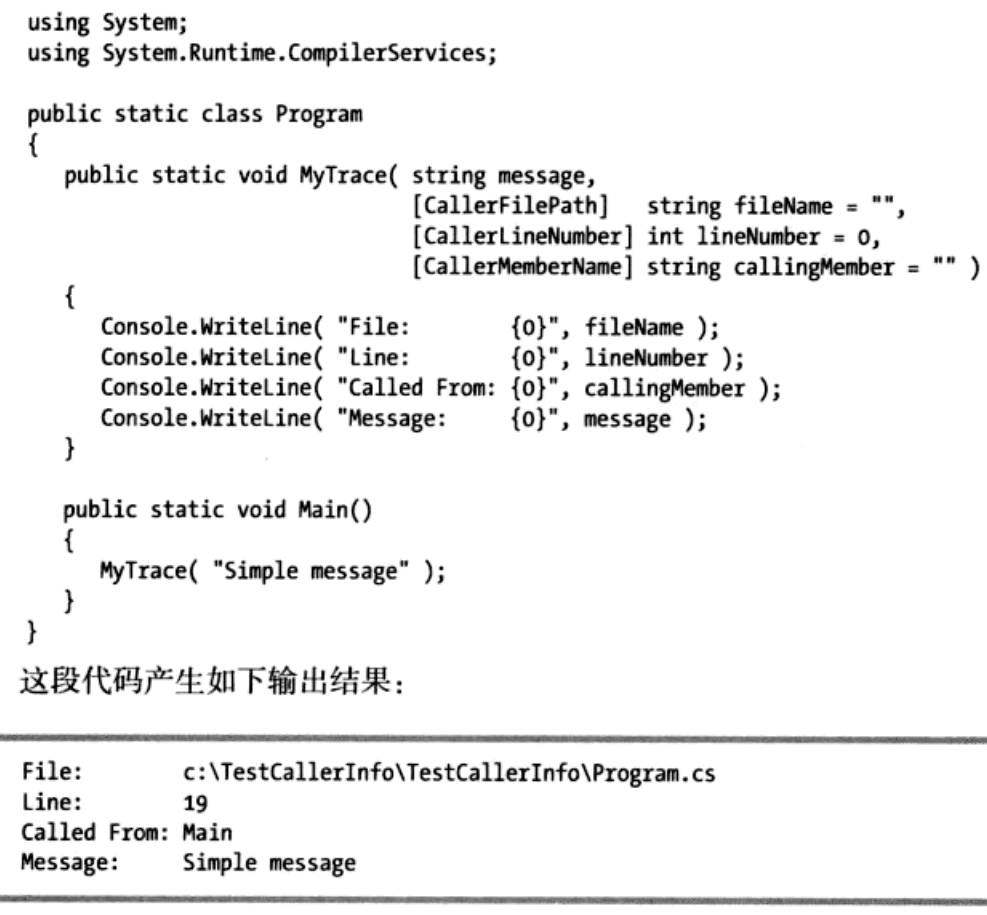 using System;
using System.Runtime.CompilerServices;
public static class Program
{
public static void MyTrace( string message,
[CallerFilePath] string fileName = "",
[CallerLineNumber] int lineNumber = 0,
[CallerMemberName] string callingMember = "" )
{
Console.WriteLine( "File: {0}", fileName );
Console.WriteLine( "Line: {0}", lineNumber );
Console.WriteLine( "Called From: {0}", callingMember );
Console.WriteLine( "Message: {0}", message );
}
public static void Main()
{
MyTrace( "Simple message" );
}
}
这段代码产生如下输出结果：
File: c:\TestCallerInfo\TestCallerInfo\Program.cs
Line: 19
Called From: Main
Message: Simple message